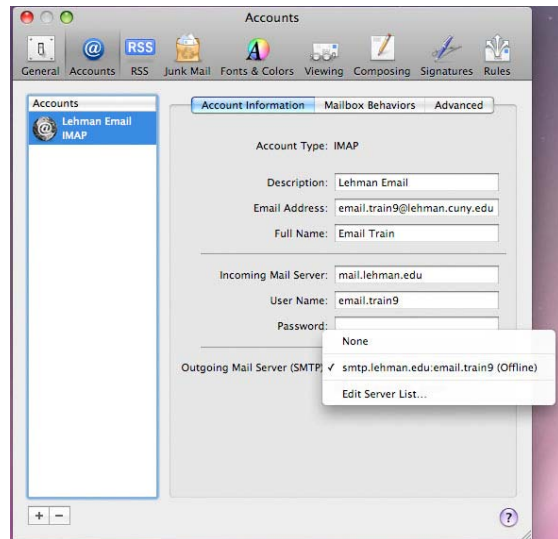 Accounts
General Accounts RSS Junk Mail Fonts & Colors Viewing Composing Signatures Rules
RSS
Accounts
Lehman Email
IMAP
Account Information Mailbox Behaviors Advanced
Account Type: IMAP
Description: Lehman Email
Email Address: email.train9@lehman.cuny.edu
Full Name: Email Train
Incoming Mail Server: mail.lehman.edu
User Name: email.train9
Password:
None
Outgoing Mail Server (SMTP) ✓ smtp.lehman.edu:email.train9 (Offline)
Edit Server List...
+ − ?